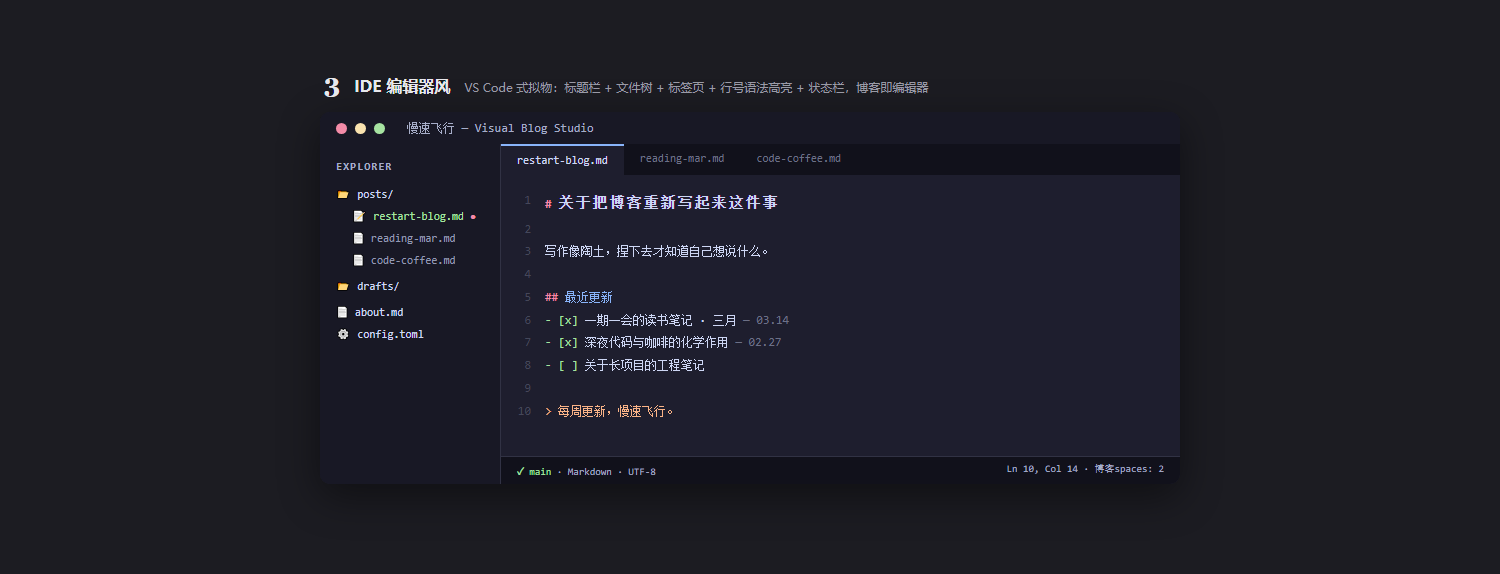 3 IDE 编辑器风 VS Code 式拟物：标题栏 + 文件树 + 标签页 + 行号语法高亮 + 状态栏，博客即编辑器
慢速飞行 — Visual Blog Studio
EXPLORER
posts/
restart-blog.md
reading-mar.md
code-coffee.md
drafts/
about.md
config.toml
restart-blog.md reading-mar.md code-coffee.md
1 # 关于把博客重新写起来这件事
2
3 写作像陶土，捏下去才知道自己想说什么。
4
5 ## 最近更新
6 - [x] 一期一会的读书笔记 · 三月 — 03.14
7 - [x] 深夜代码与咖啡的化学作用 — 02.27
8 - [ ] 关于长项目的工程笔记
9
10 > 每周更新，慢速飞行。
✓ main · Markdown · UTF-8
Ln 10, Col 14 · 博客spaces: 2